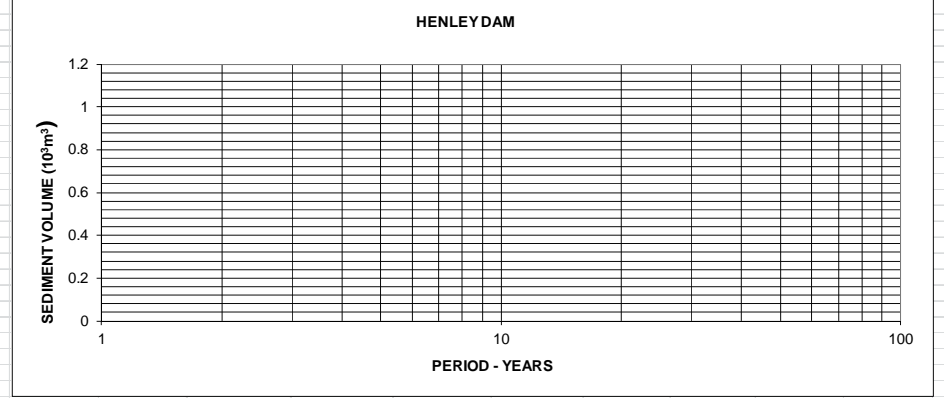 HENLEY DAM
1.2
1
0.8
0.6
0.4
0.2
0
SEDIMENT VOLUME (10³m³)
1 10 100
PERIOD - YEARS